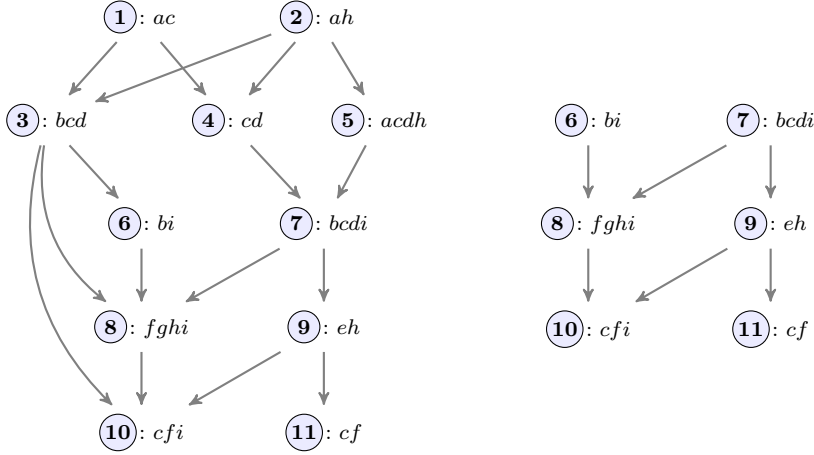 1 : ac
2 : ah
3 : bcd
4 : cd
5 : acdh
6 : bi
7 : bcdi
8 : fghi
9 : eh
10 : cfi
11 : cf
6 : bi
7 : bcdi
8 : fghi
9 : eh
10 : cfi
11 : cf